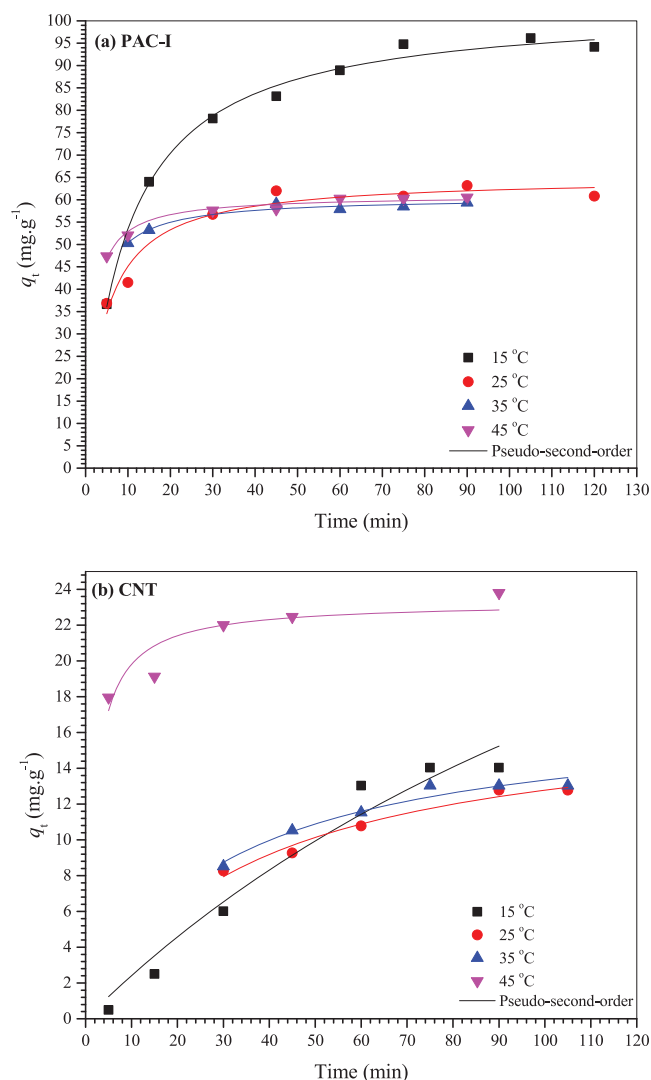 (a) PAC-I
100
95
90
85
80
75
70
65
60
55
50
45
40
35
30
25
20
15
10
5
0
q_t (mg.g⁻¹)
15 °C
25 °C
35 °C
45 °C
Pseudo-second-order
0 10 20 30 40 50 60 70 80 90 100 110 120 130
Time (min)
(b) CNT
24
22
20
18
16
14
12
10
8
6
4
2
0
q_t (mg.g⁻¹)
15 °C
25 °C
35 °C
45 °C
Pseudo-second-order
0 10 20 30 40 50 60 70 80 90 100 110 120
Time (min)